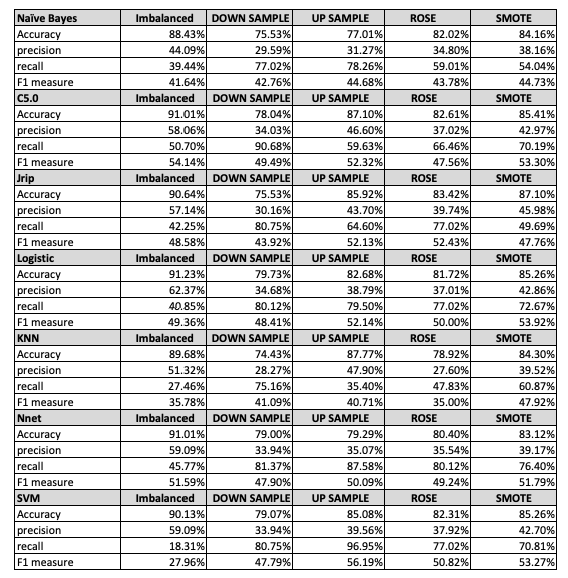 Naïve Bayes Imbalanced DOWN SAMPLE UP SAMPLE ROSE SMOTE
Accuracy 88.43% 75.53% 77.01% 82.02% 84.16%
precision 44.09% 29.59% 31.27% 34.80% 38.16%
recall 39.44% 77.02% 78.26% 59.01% 54.04%
F1 measure 41.64% 42.76% 44.68% 43.78% 44.73%
C5.0 Imbalanced DOWN SAMPLE UP SAMPLE ROSE SMOTE
Accuracy 91.01% 78.04% 87.10% 82.61% 85.41%
precision 58.06% 34.03% 46.60% 37.02% 42.97%
recall 50.70% 90.68% 59.63% 66.46% 70.19%
F1 measure 54.14% 49.49% 52.32% 47.56% 53.30%
Jrip Imbalanced DOWN SAMPLE UP SAMPLE ROSE SMOTE
Accuracy 90.64% 75.53% 85.92% 83.42% 87.10%
precision 57.14% 30.16% 43.70% 39.74% 45.98%
recall 42.25% 80.75% 64.60% 77.02% 49.69%
F1 measure 48.58% 43.92% 52.13% 52.43% 47.76%
Logistic Imbalanced DOWN SAMPLE UP SAMPLE ROSE SMOTE
Accuracy 91.23% 79.73% 82.68% 81.72% 85.26%
precision 62.37% 34.68% 38.79% 37.01% 42.86%
recall 40.85% 80.12% 79.50% 77.02% 72.67%
F1 measure 49.36% 48.41% 52.14% 50.00% 53.92%
KNN Imbalanced DOWN SAMPLE UP SAMPLE ROSE SMOTE
Accuracy 89.68% 74.43% 87.77% 78.92% 84.30%
precision 51.32% 28.27% 47.90% 27.60% 39.52%
recall 27.46% 75.16% 35.40% 47.83% 60.87%
F1 measure 35.78% 41.09% 40.71% 35.00% 47.92%
Nnet Imbalanced DOWN SAMPLE UP SAMPLE ROSE SMOTE
Accuracy 91.01% 79.00% 79.29% 80.40% 83.12%
precision 59.09% 33.94% 35.07% 35.54% 39.17%
recall 45.77% 81.37% 87.58% 80.12% 76.40%
F1 measure 51.59% 47.90% 50.09% 49.24% 51.79%
SVM Imbalanced DOWN SAMPLE UP SAMPLE ROSE SMOTE
Accuracy 90.13% 79.07% 85.08% 82.31% 85.26%
precision 59.09% 33.94% 39.56% 37.92% 42.70%
recall 18.31% 80.75% 96.95% 77.02% 70.81%
F1 measure 27.96% 47.79% 56.19% 50.82% 53.27%